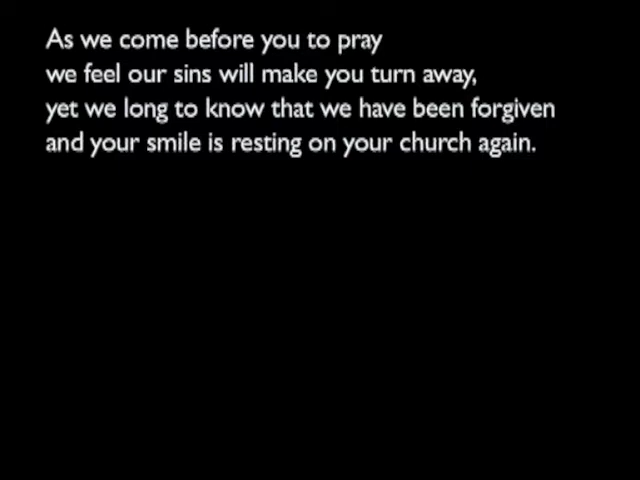 As we come before you to pray
we feel our sins will make you turn away,
yet we long to know that we have been forgiven
and your smile is resting on your church again.